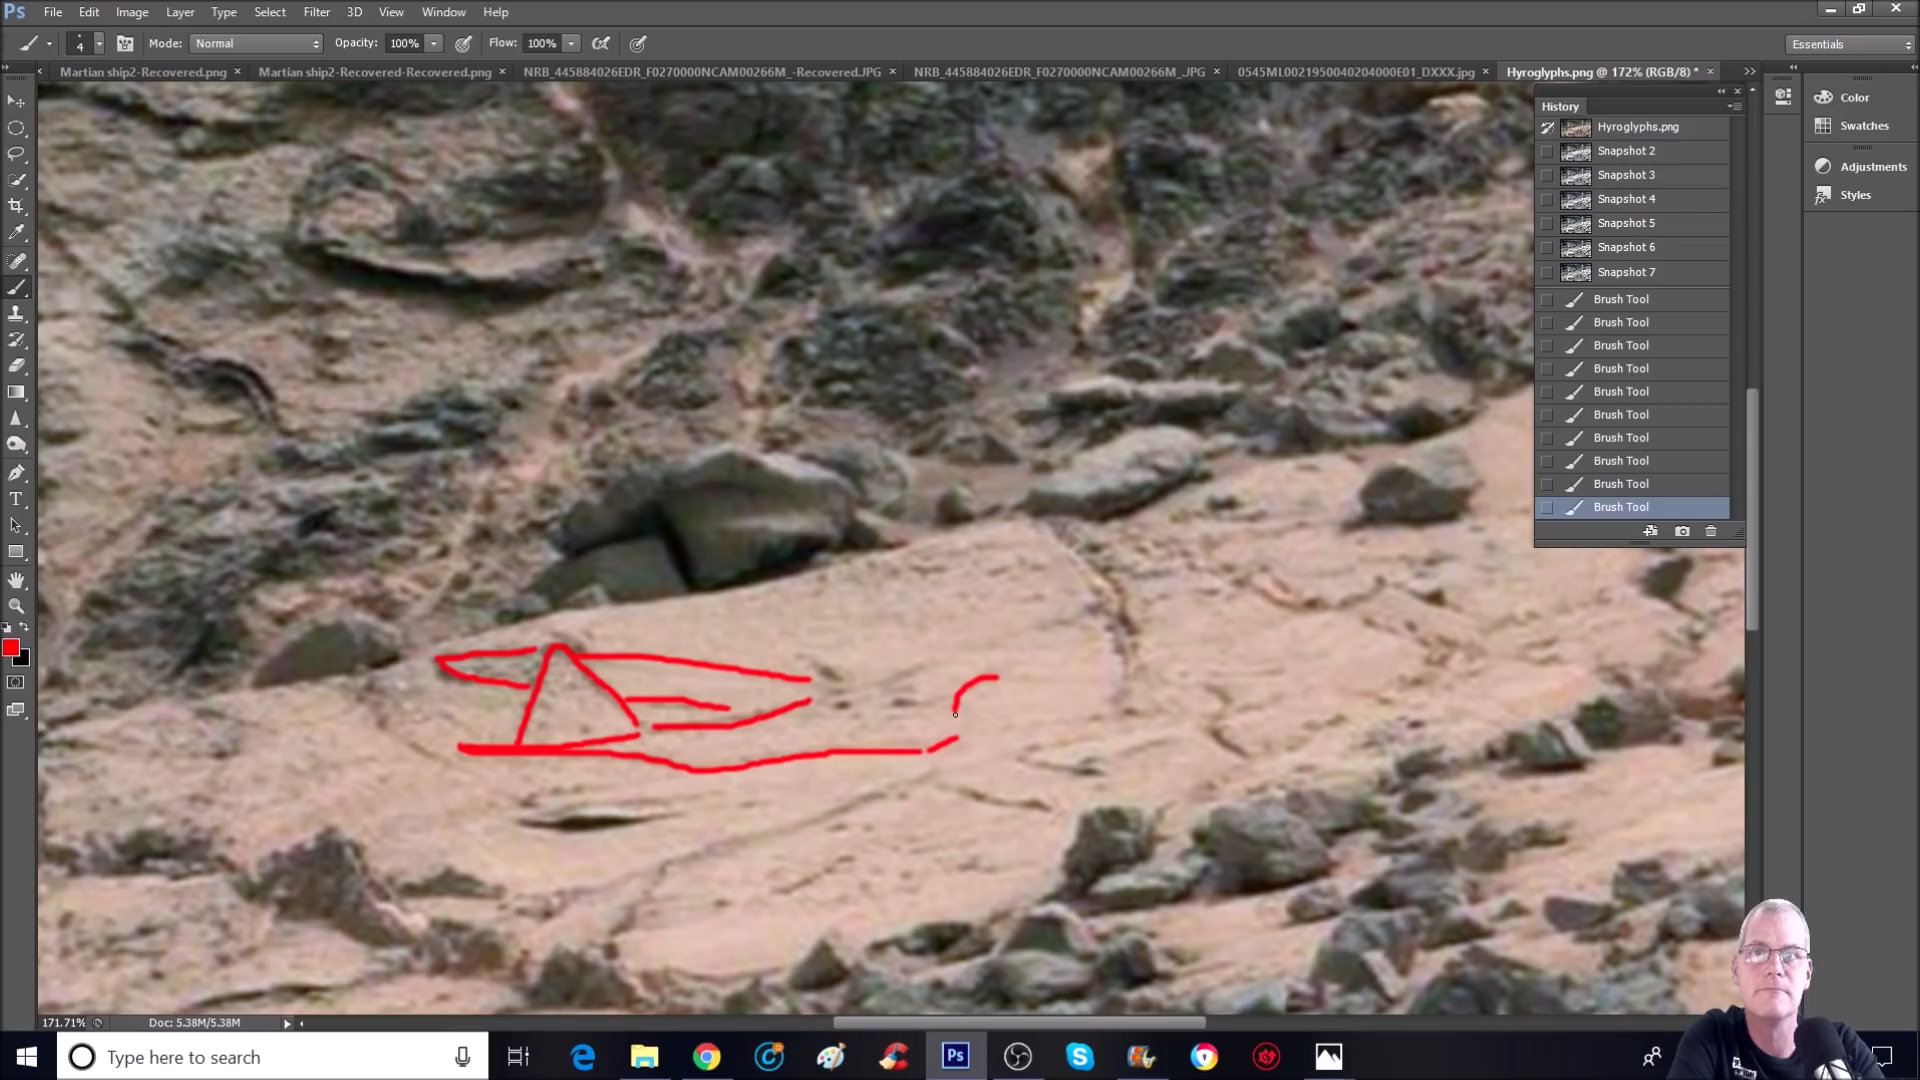 Ps File Edit Image Layer Type Select Filter 3D View Window Help
4 Mode: Normal Opacity: 100% Flow: 100% Essentials
Martian ship2-Recovered.png × Martian ship2-Recovered-Recovered.png × NRB_445884026EDR_F0270000NCAM00266M_-Recovered.JPG × NRB_445884026EDR_F0270000NCAM00266M_.JPG × 0545ML0021950040204000E01_DXXX.jpg × Hyroglyphs.png @ 172% (RGB/8) * ×
History
Hyroglyphs.png
Snapshot 2
Snapshot 3
Snapshot 4
Snapshot 5
Snapshot 6
Snapshot 7
Brush Tool
Brush Tool
Brush Tool
Brush Tool
Brush Tool
Brush Tool
Brush Tool
Brush Tool
Brush Tool
Brush Tool
Color
Swatches
Adjustments
Styles
171.71% Doc: 5.38M/5.38M
Type here to search
Ps